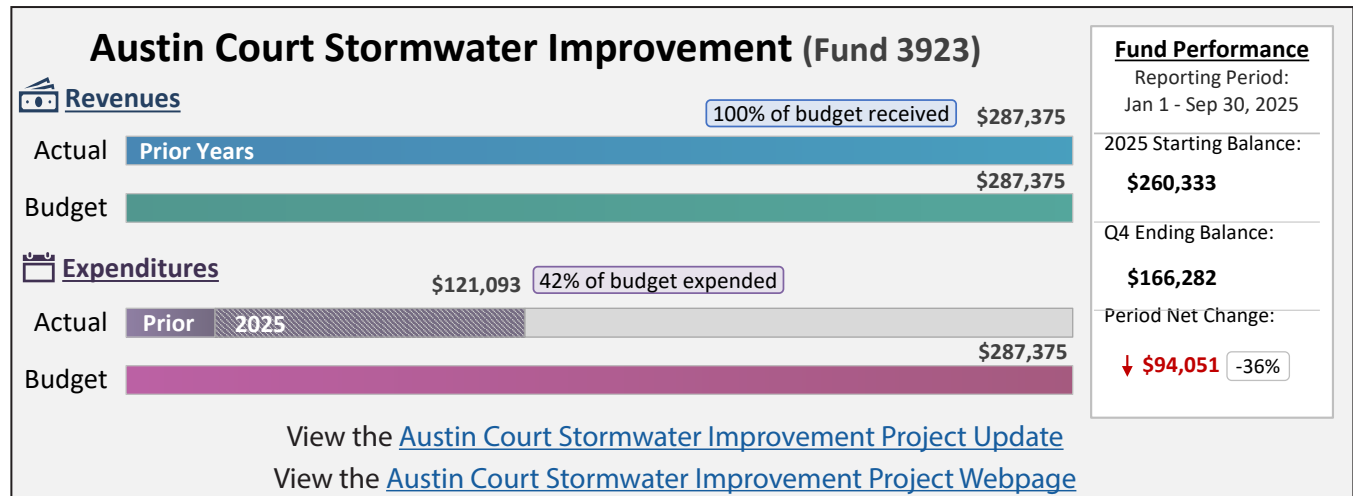 Austin Court Stormwater Improvement (Fund 3923)
Revenues
100% of budget received $287,375
Actual Prior Years
$287,375
Budget
Expenditures
$121,093 42% of budget expended
Actual Prior 2025
$287,375
Budget
View the Austin Court Stormwater Improvement Project Update
View the Austin Court Stormwater Improvement Project Webpage
Fund Performance
Reporting Period:
Jan 1 - Sep 30, 2025
2025 Starting Balance:
$260,333
Q4 Ending Balance:
$166,282
Period Net Change:
↓ $94,051 -36%